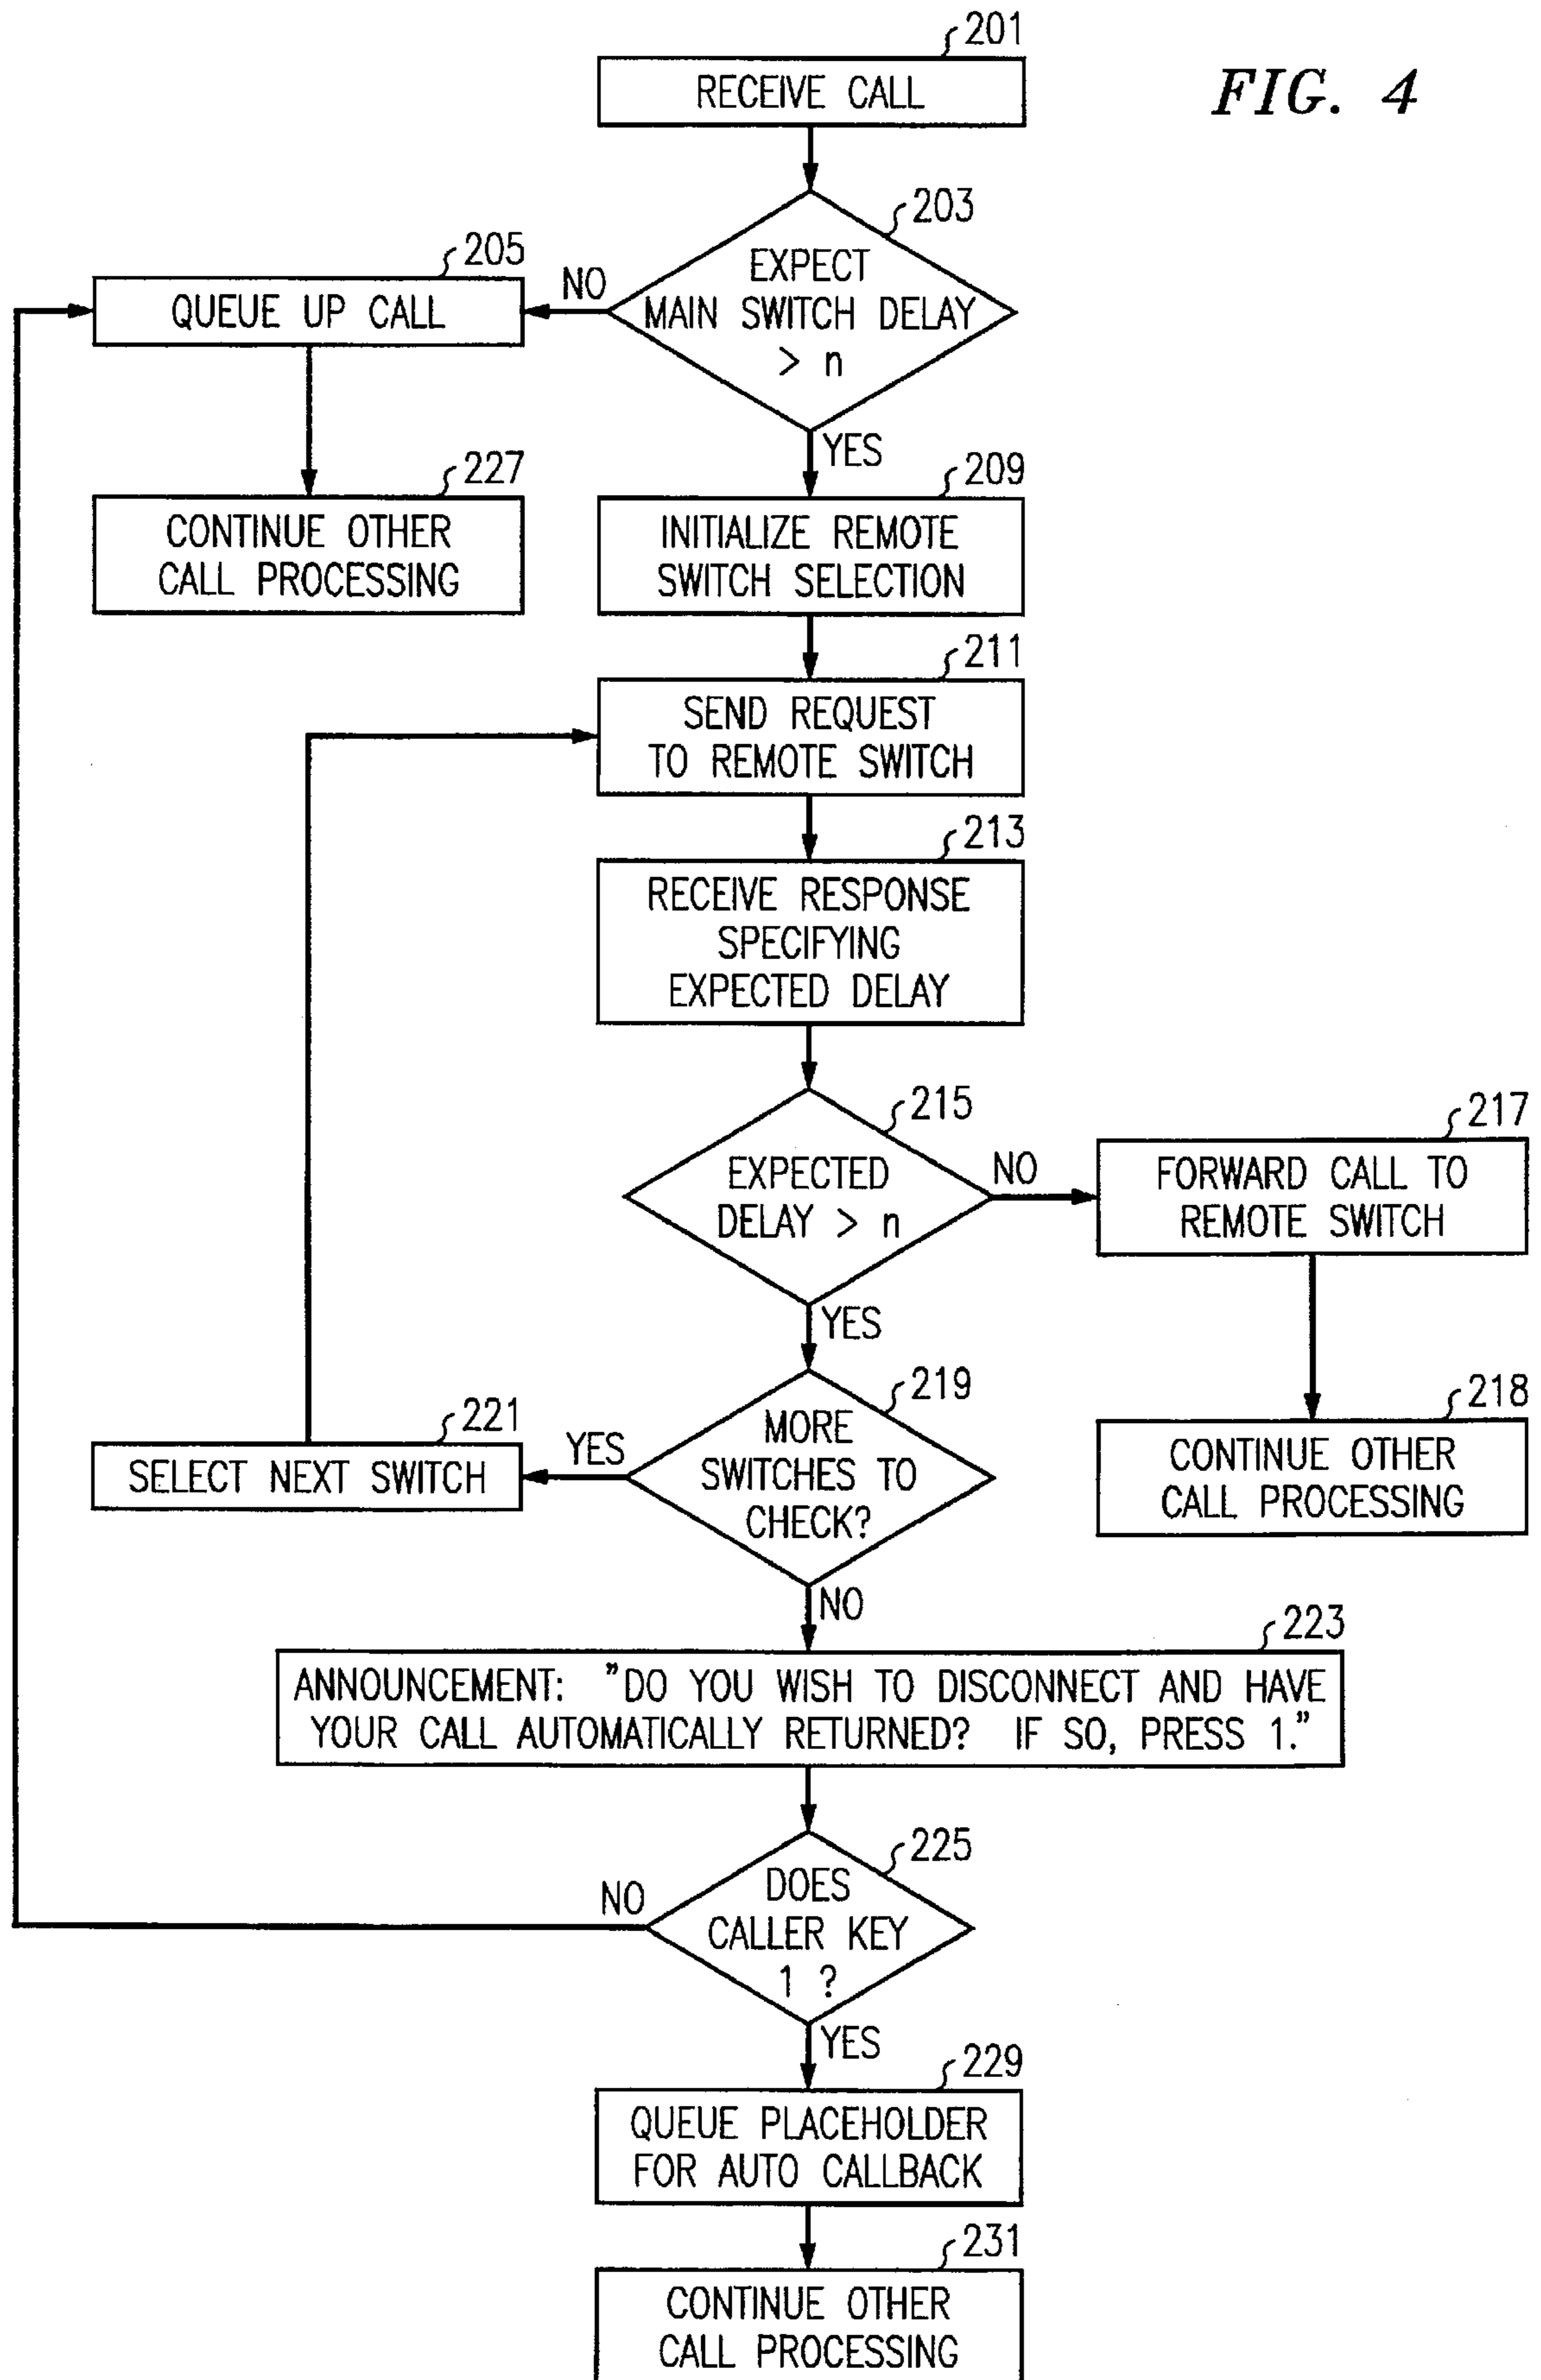 201
RECEIVE CALL
FIG. 4
203
EXPECT
MAIN SWITCH DELAY
> n
NO
205
QUEUE UP CALL
YES
227
CONTINUE OTHER
CALL PROCESSING
209
INITIALIZE REMOTE
SWITCH SELECTION
211
SEND REQUEST
TO REMOTE SWITCH
213
RECEIVE RESPONSE
SPECIFYING
EXPECTED DELAY
215
EXPECTED
DELAY > n
NO
217
FORWARD CALL TO
REMOTE SWITCH
YES
218
CONTINUE OTHER
CALL PROCESSING
219
MORE
SWITCHES TO
CHECK?
YES
221
SELECT NEXT SWITCH
NO
223
ANNOUNCEMENT: "DO YOU WISH TO DISCONNECT AND HAVE
YOUR CALL AUTOMATICALLY RETURNED? IF SO, PRESS 1."
225
DOES
CALLER KEY
1 ?
NO
YES
229
QUEUE PLACEHOLDER
FOR AUTO CALLBACK
231
CONTINUE OTHER
CALL PROCESSING